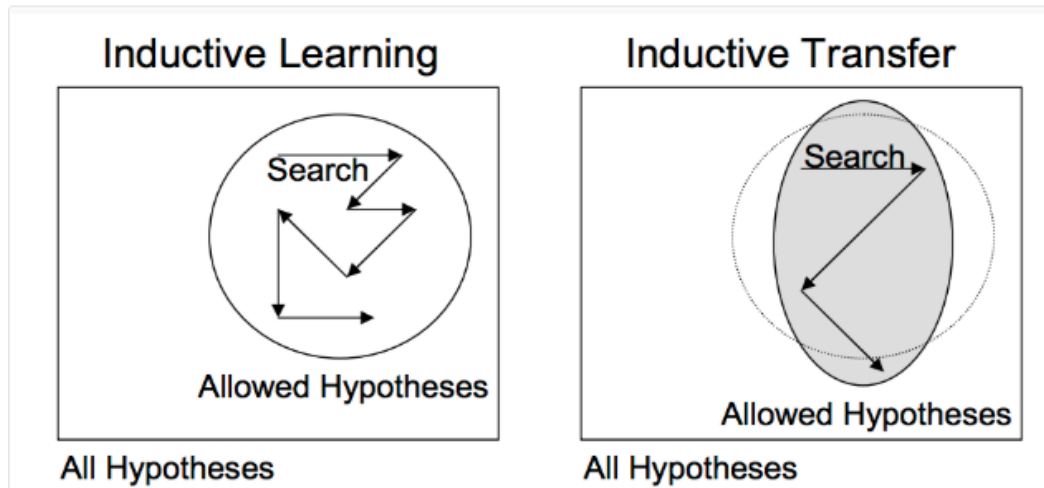 Inductive Learning
Search
Allowed Hypotheses
All Hypotheses
Inductive Transfer
Search
Allowed Hypotheses
All Hypotheses